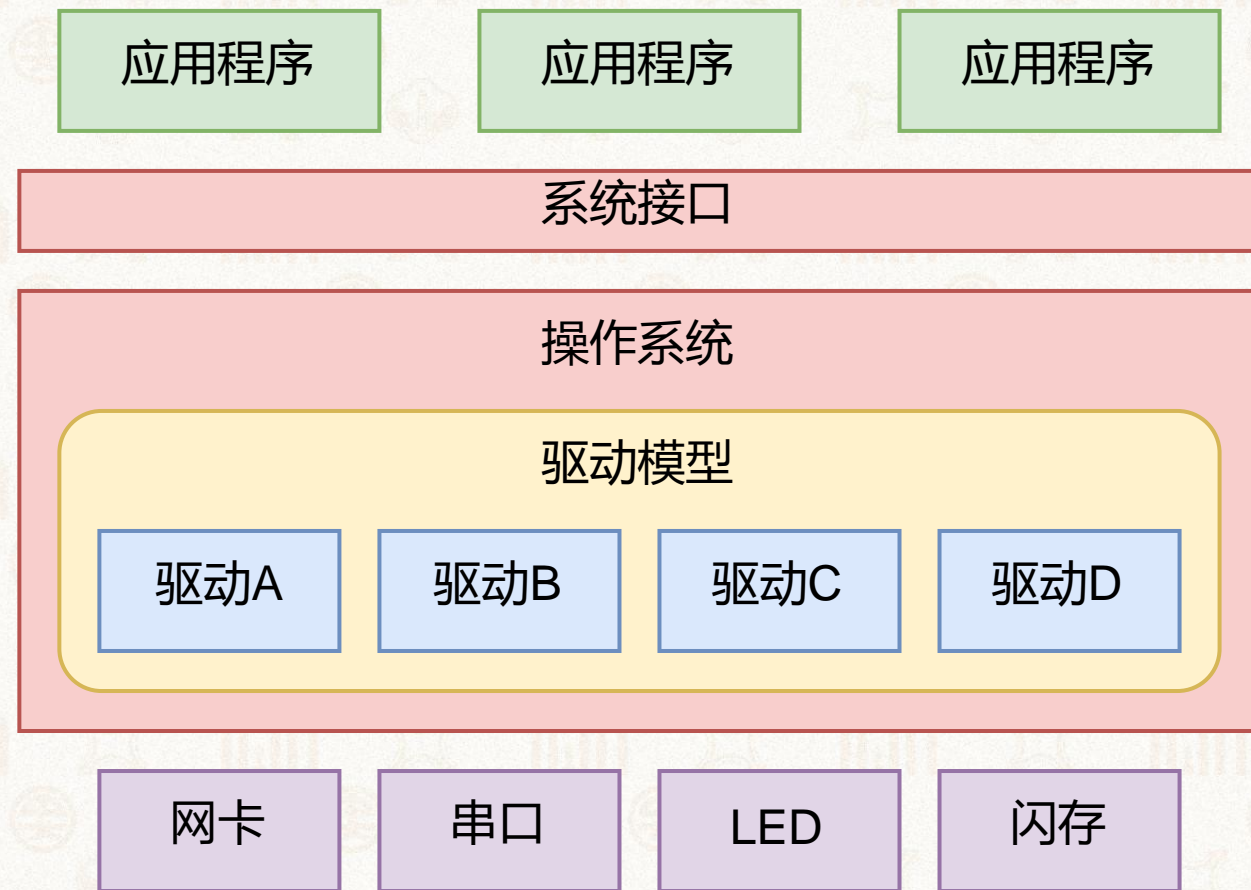 应用程序 应用程序 应用程序
系统接口
操作系统
驱动模型
驱动A 驱动B 驱动C 驱动D
网卡 串口 LED 闪存